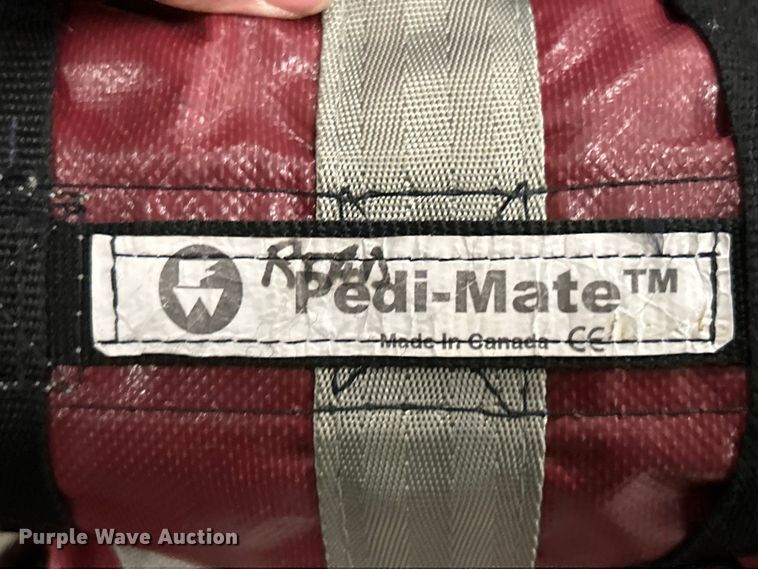 Pedi-Mate™
Made In Canada CE
Purple Wave Auction